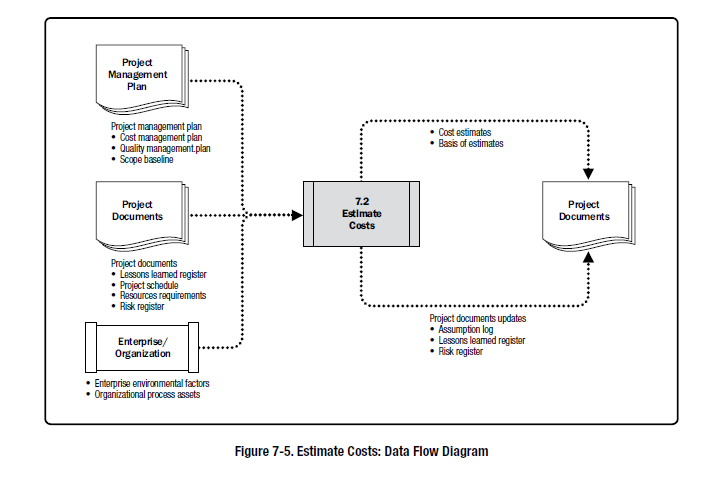 Project
Management
Plan
Project management plan
• Cost management plan
• Quality management.plan
• Scope baseline
Project
Documents
Project documents
• Lessons learned register
• Project schedule
• Resources requirements
• Risk register
Enterprise/
Organization
• Enterprise environmental factors
• Organizational process assets
7.2
Estimate
Costs
• Cost estimates
• Basis of estimates
Project
Documents
Project documents updates
• Assumption log
• Lessons learned register
• Risk register
Figure 7-5. Estimate Costs: Data Flow Diagram